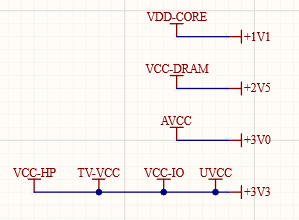 VDD-CORE
+1V1
VCC-DRAM
+2V5
AVCC
+3V0
VCC-HP TV-VCC VCC-IO UVCC
+3V3